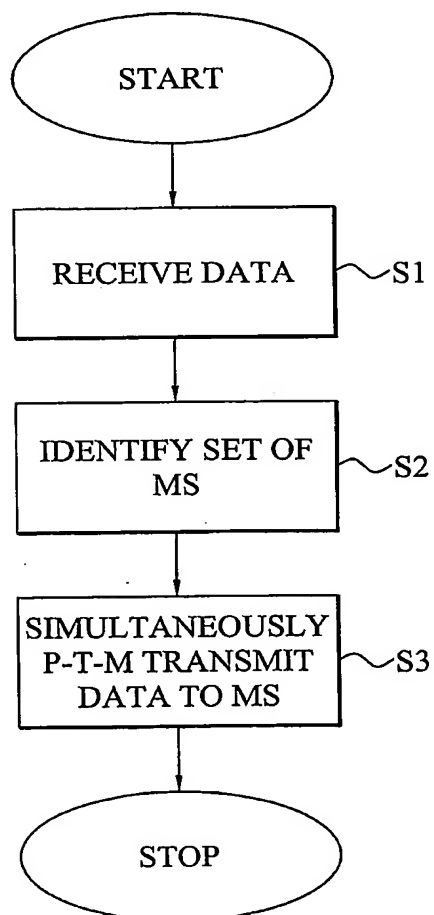 START
RECEIVE DATA
S1
IDENTIFY SET OF
MS
S2
SIMULTANEOUSLY
P-T-M TRANSMIT
DATA TO MS
S3
STOP